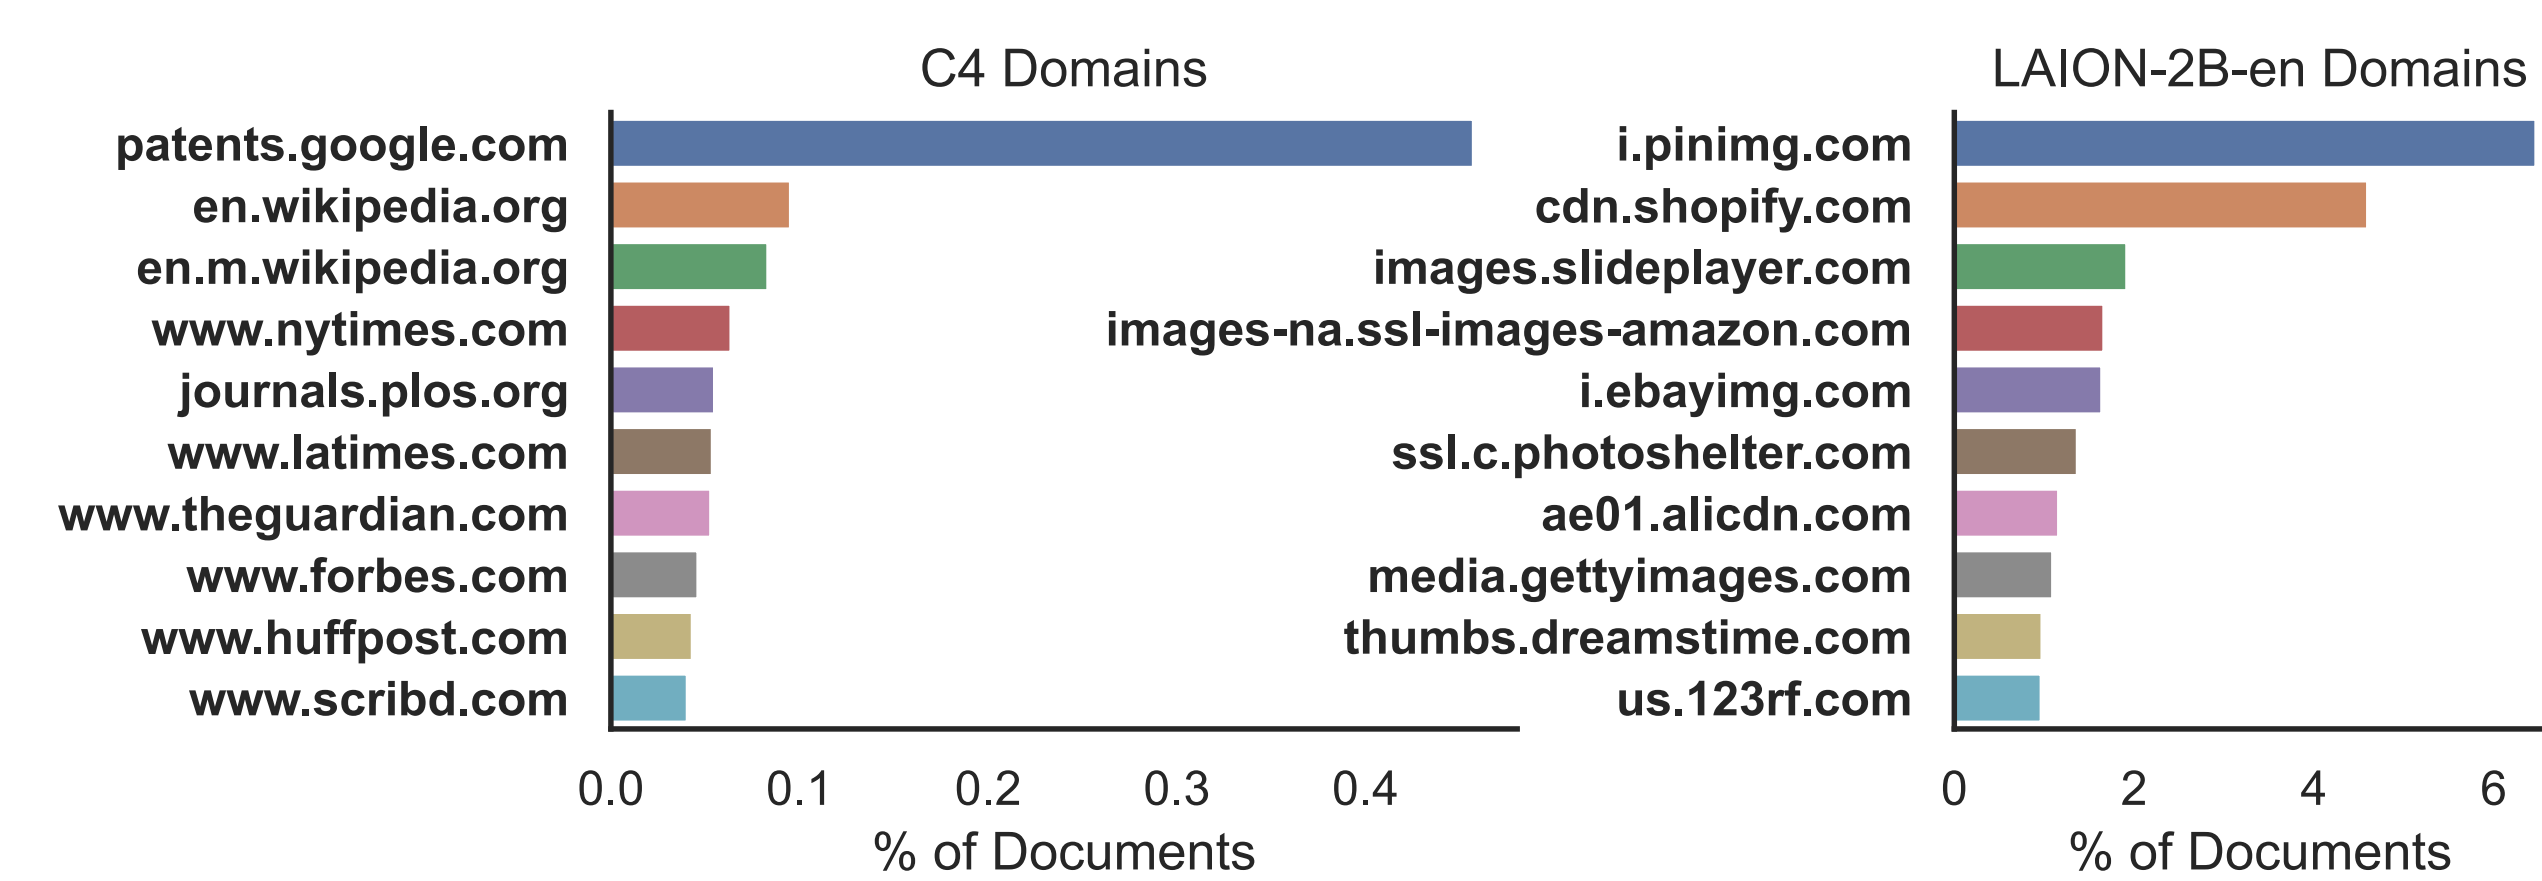 C4 Domains
patents.google.com
en.wikipedia.org
en.m.wikipedia.org
www.nytimes.com
journals.plos.org
www.latimes.com
www.theguardian.com
www.forbes.com
www.huffpost.com
www.scribd.com
0.0 0.1 0.2 0.3 0.4
% of Documents
LAION-2B-en Domains
i.pinimg.com
cdn.shopify.com
images.slideplayer.com
images-na.ssl-images-amazon.com
i.ebayimg.com
ssl.c.photoshelter.com
ae01.alicdn.com
media.gettyimages.com
thumbs.dreamstime.com
us.123rf.com
0 2 4 6
% of Documents